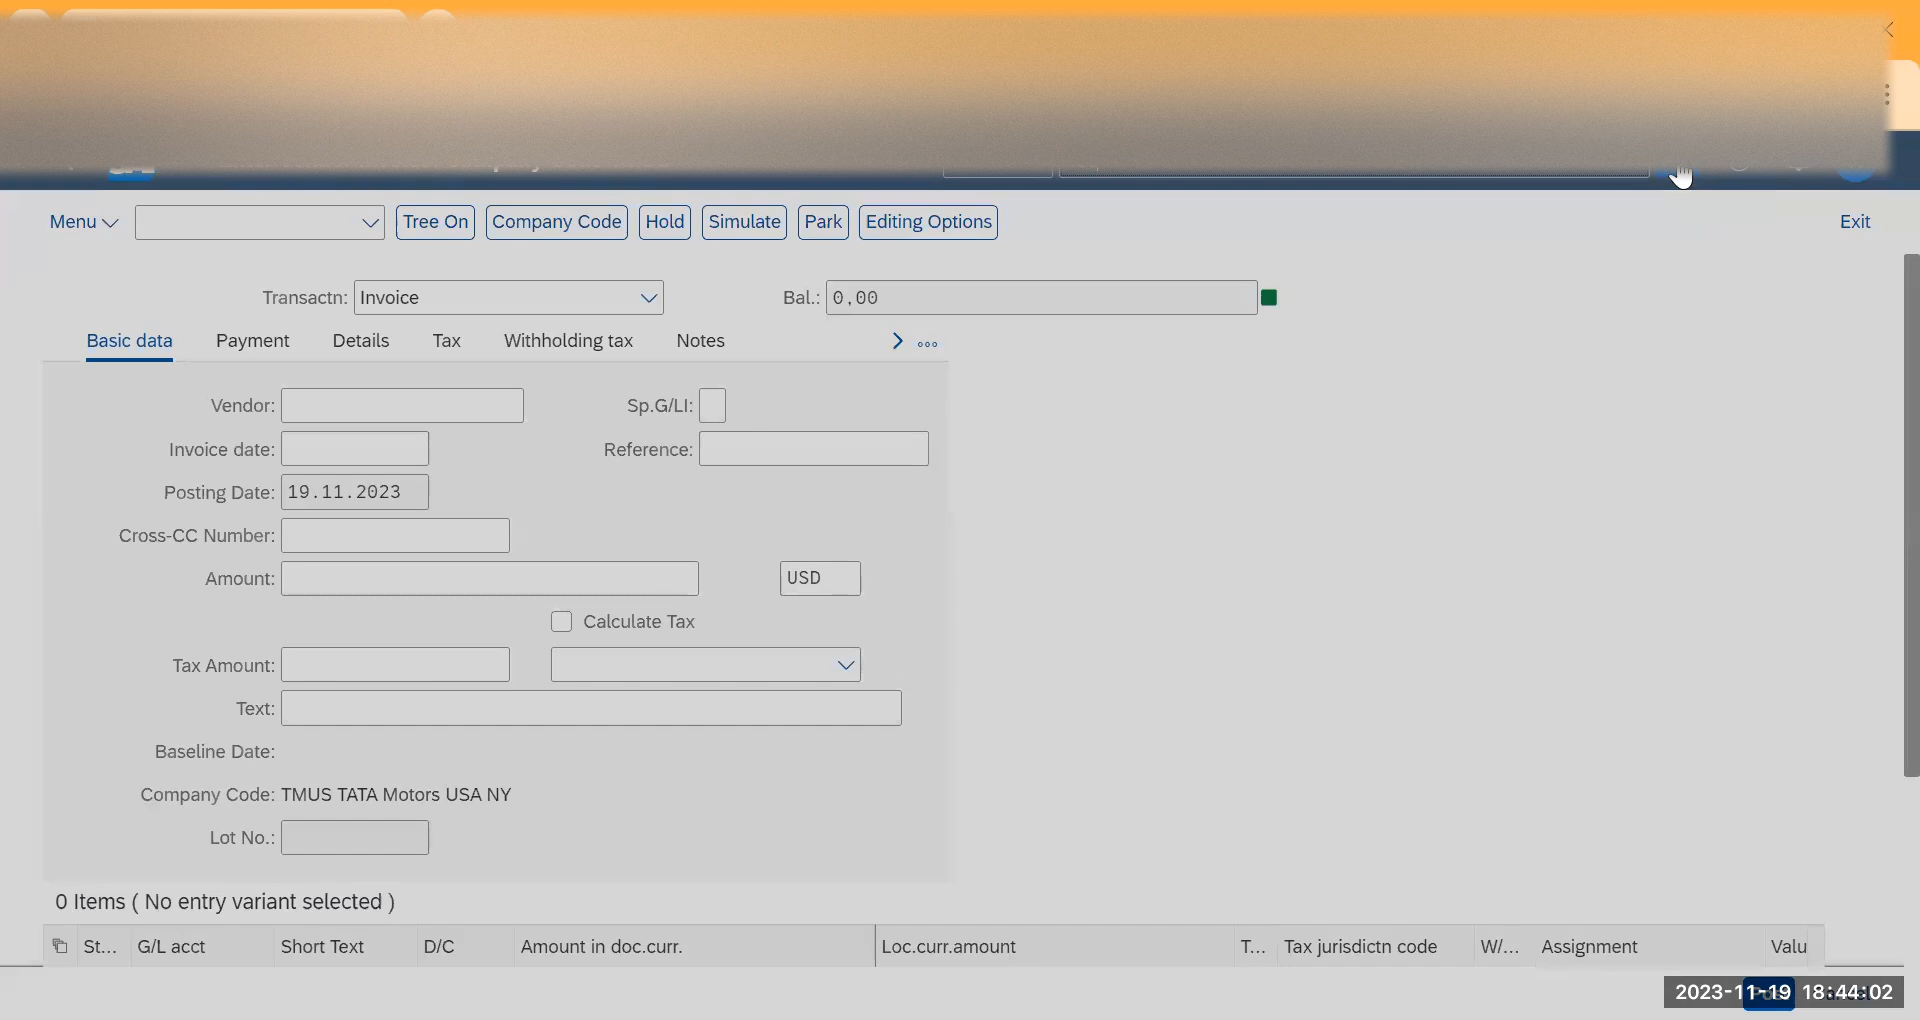 Menu Tree On Company Code Hold Simulate Park Editing Options Exit
Transactn: Invoice Bal.: 0,00
Basic data Payment Details Tax Withholding tax Notes
Vendor: Sp.G/LI:
Invoice date: Reference:
Posting Date: 19.11.2023
Cross-CC Number:
Amount: USD
Calculate Tax
Tax Amount:
Text:
Baseline Date:
Company Code: TMUS TATA Motors USA NY
Lot No.:
0 Items ( No entry variant selected )
St... G/L acct Short Text D/C Amount in doc.curr. Loc.curr.amount T... Tax jurisdictn code W/... Assignment Valu
2023-11-19 18:44:02